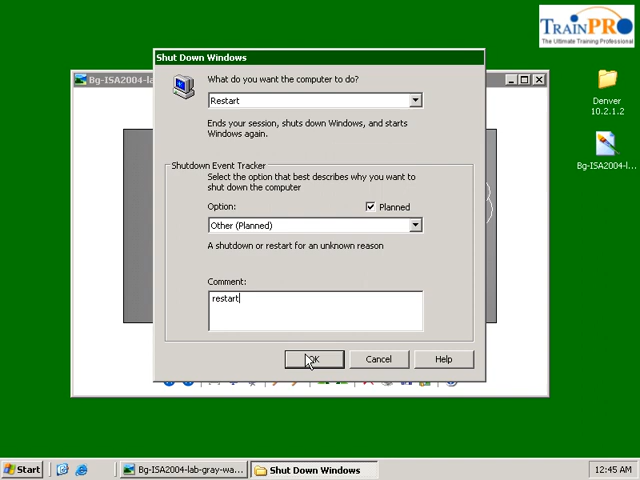 TRAINPRO
The Ultimate Training Professional
Shut Down Windows
Bg-ISA2004-la
What do you want the computer to do?
Restart
Ends your session, shuts down Windows, and starts
Windows again.
Denver
10.2.1.2
Bg-ISA2004-l...
Shutdown Event Tracker
Select the option that best describes why you want to
shut down the computer
Option:
Planned
Other (Planned)
A shutdown or restart for an unknown reason
Comment:
restart
OK
Cancel
Help
Start
Bg-ISA2004-lab-gray-wa...
Shut Down Windows
12:45 AM